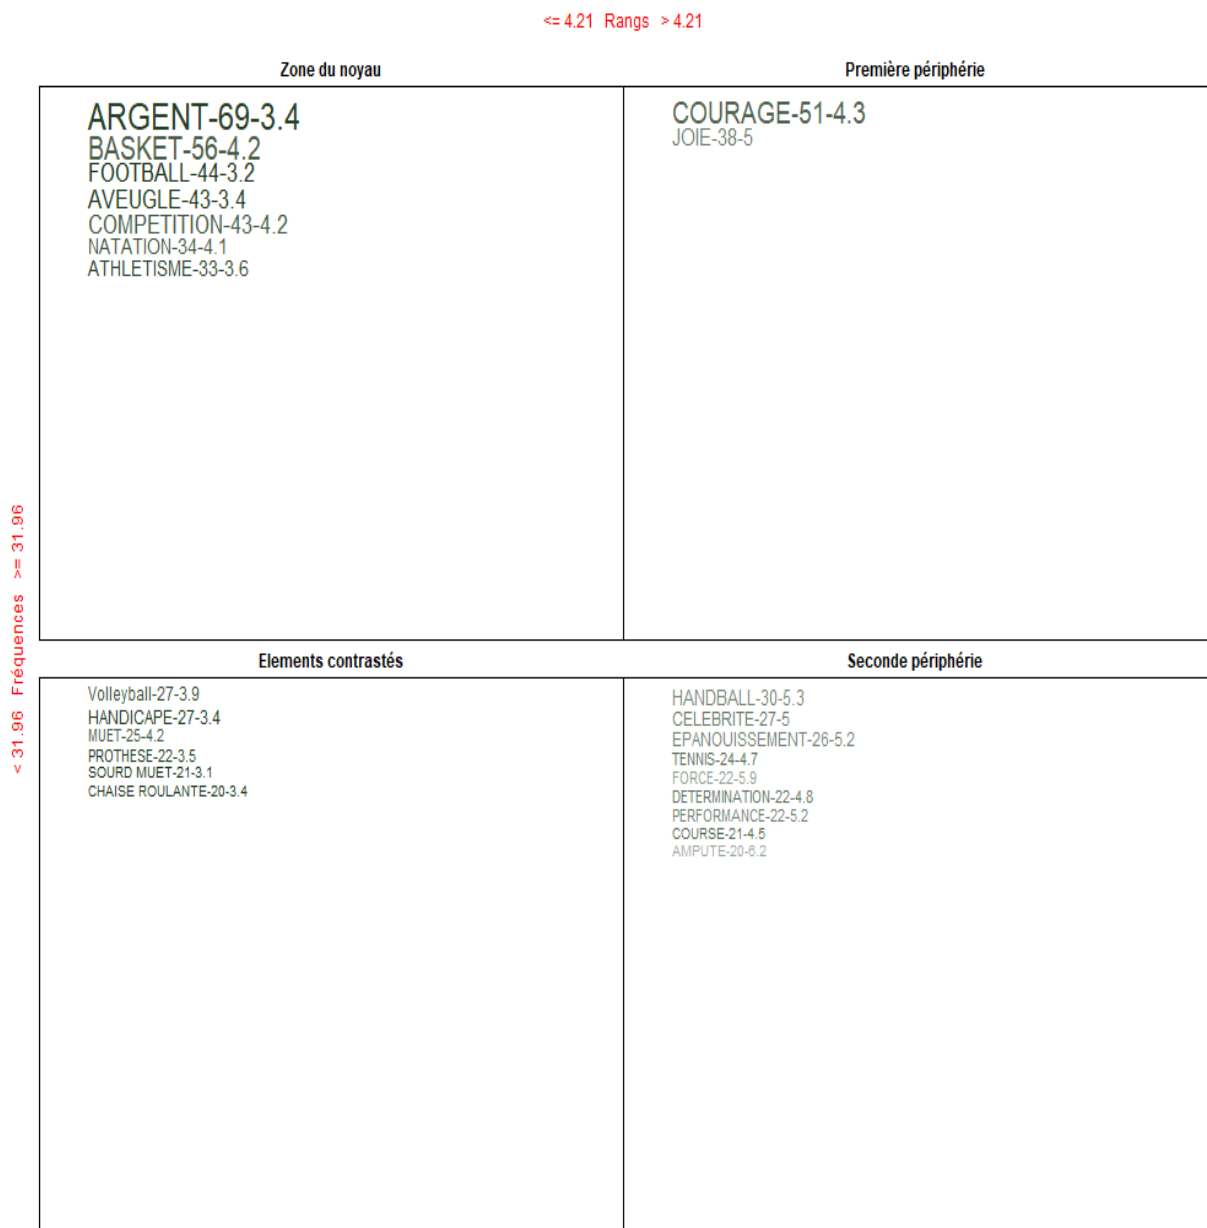 <= 4.21 Rangs > 4.21
Zone du noyau
Première périphérie
ARGENT-69-3.4
BASKET-56-4.2
FOOTBALL-44-3.2
AVEUGLE-43-3.4
COMPETITION-43-4.2
NATATION-34-4.1
ATHLETISME-33-3.6
COURAGE-51-4.3
JOIE-38-5
< 31.96 Fréquences >= 31.96
Elements contrastés
Seconde périphérie
Volleyball-27-3.9
HANDICAPE-27-3.4
MUET-25-4.2
PROTHESE-22-3.5
SOURD MUET-21-3.1
CHAISE ROULANTE-20-3.4
HANDBALL-30-5.3
CELEBRITE-27-5
EPANOUISSEMENT-26-5.2
TENNIS-24-4.7
FORCE-22-5.9
DETERMINATION-22-4.8
PERFORMANCE-22-5.2
COURSE-21-4.5
AMPUTE-20-6.2